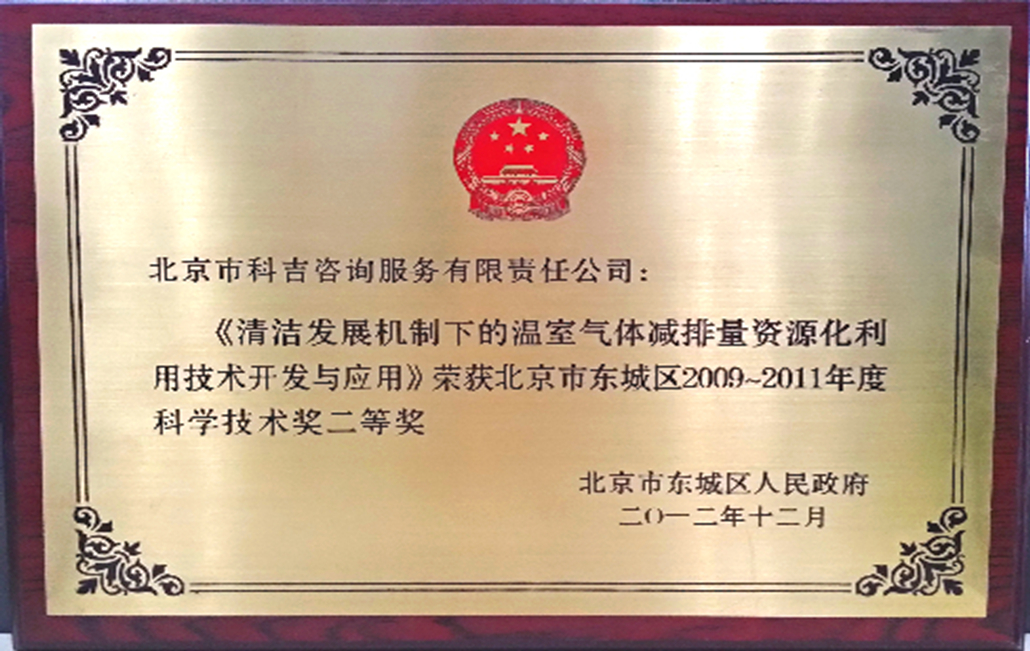 北京市科吉咨询服务有限责任公司：
《清洁发展机制下的温室气体减排量资源化利
用技术开发与应用》荣获北京市东城区2009~2011年度
科学技术奖二等奖
北京市东城区人民政府
二〇一二年十二月